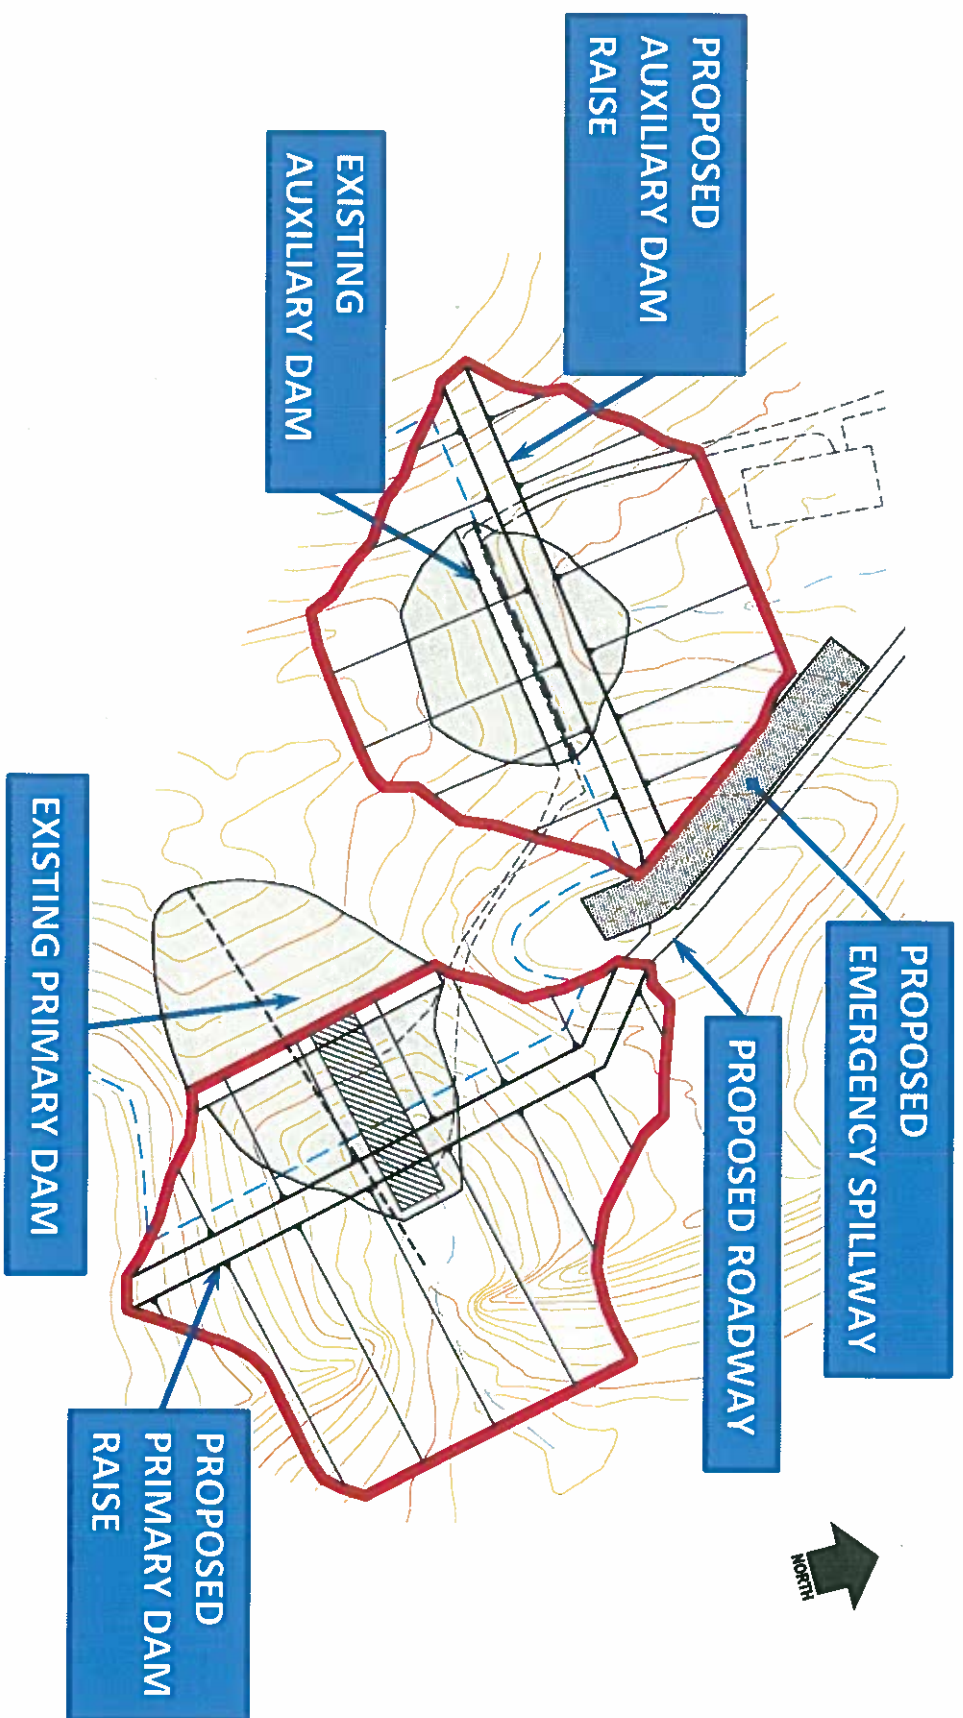 PROPOSED
AUXILIARY DAM
RAISE
EXISTING
AUXILIARY DAM
PROPOSED
EMERGENCY SPILLWAY
PROPOSED ROADWAY
EXISTING PRIMARY DAM
PROPOSED
PRIMARY DAM
RAISE
NORTH